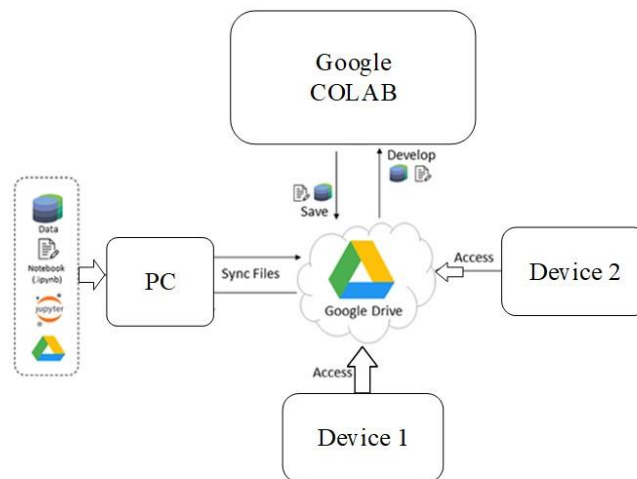 Google
COLAB
Develop
Save
Data
Notebook
(.ipynb)
jupyter
PC
Sync Files
Google Drive
Access
Device 2
Access
Device 1